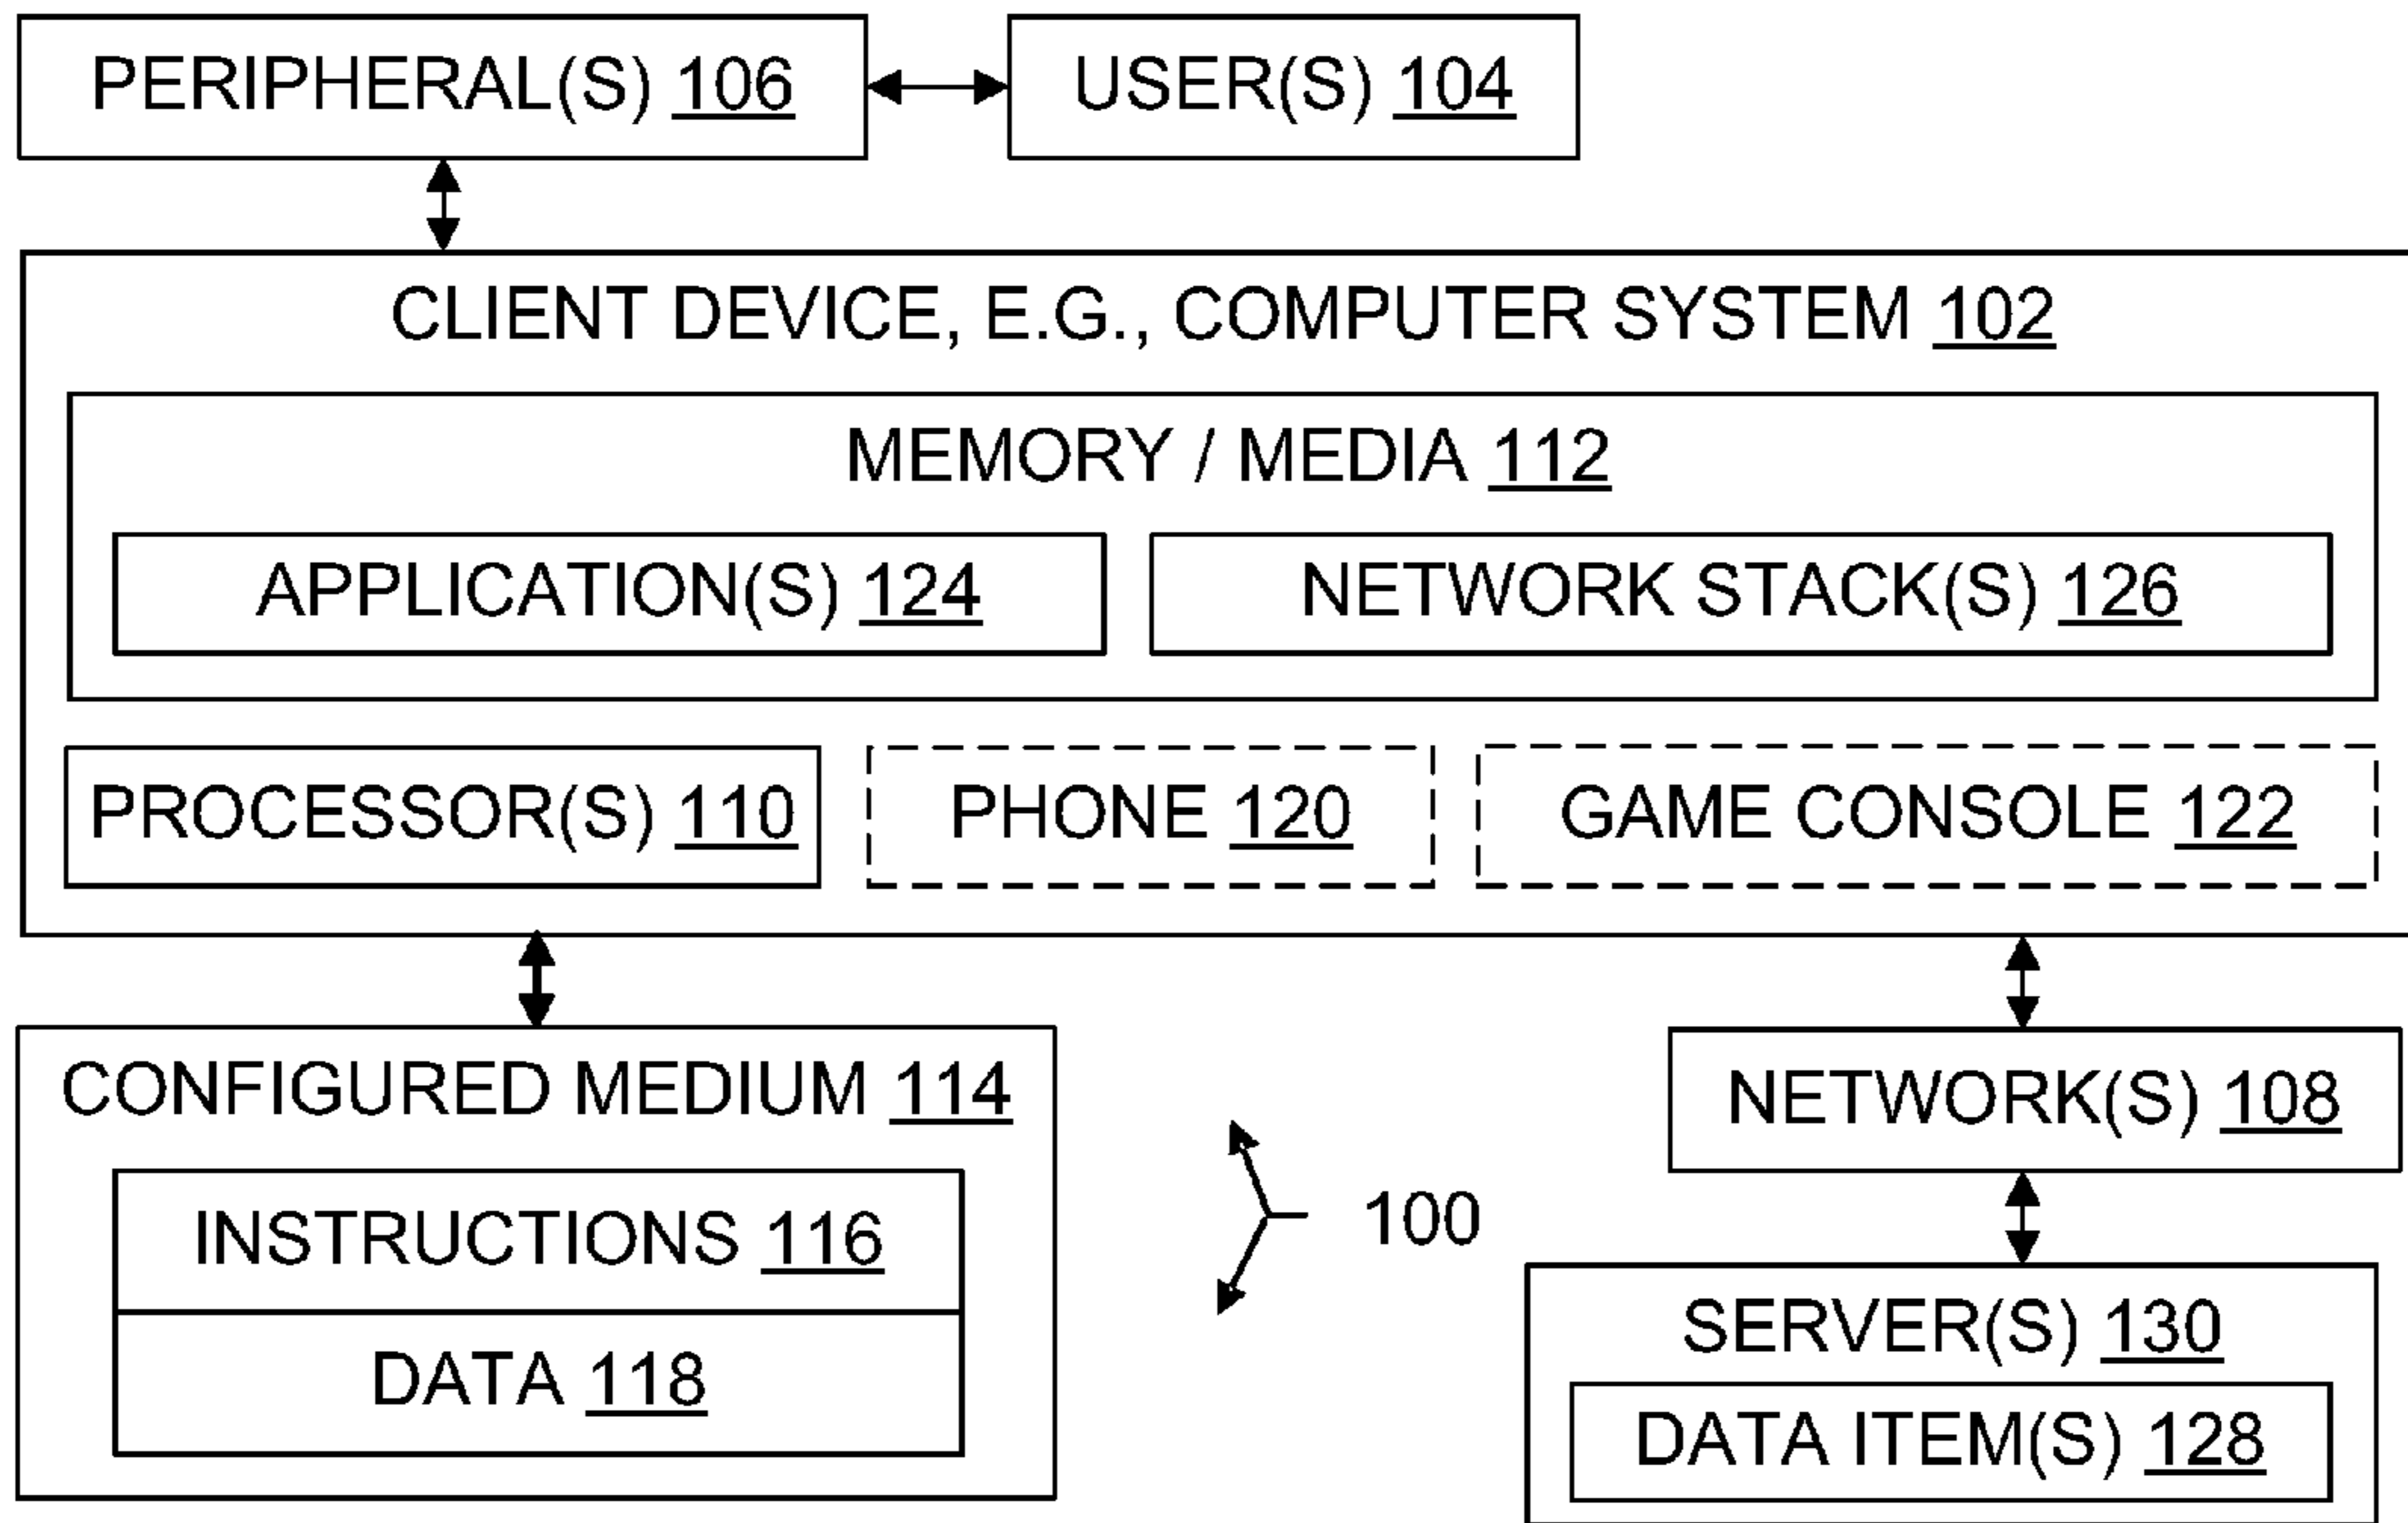 PERIPHERAL(S) 106
USER(S) 104
CLIENT DEVICE, E.G., COMPUTER SYSTEM 102
MEMORY / MEDIA 112
APPLICATION(S) 124
NETWORK STACK(S) 126
PROCESSOR(S) 110
PHONE 120
GAME CONSOLE 122
CONFIGURED MEDIUM 114
INSTRUCTIONS 116
DATA 118
100
NETWORK(S) 108
SERVER(S) 130
DATA ITEM(S) 128